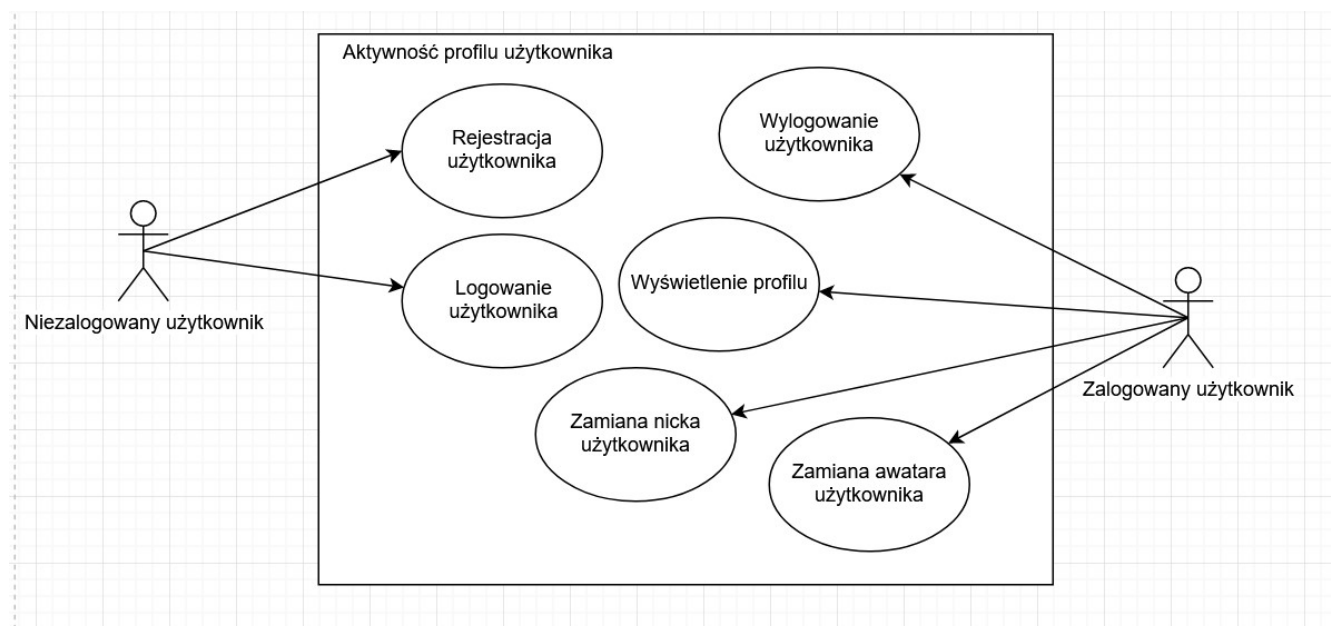 Aktywność profilu użytkownika
Rejestracja
użytkownika
Wylogowanie
użytkownika
Logowanie
użytkownika
Wyświetlenie profilu
Niezalogowany użytkownik
Zalogowany użytkownik
Zamiana nicka
użytkownika
Zamiana awatara
użytkownika